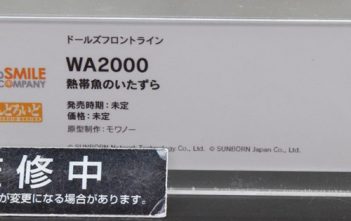 ドールズフロントライン
SMILE
COMPANY
WA2000
熱帯魚のいたずら
発売時期：未定
価格：未定
原型制作：モワノー
© SUNBORN Network Technology Co., Ltd. © SUNBORN Japan Co., Ltd.
修中
が変更になる場合があります。